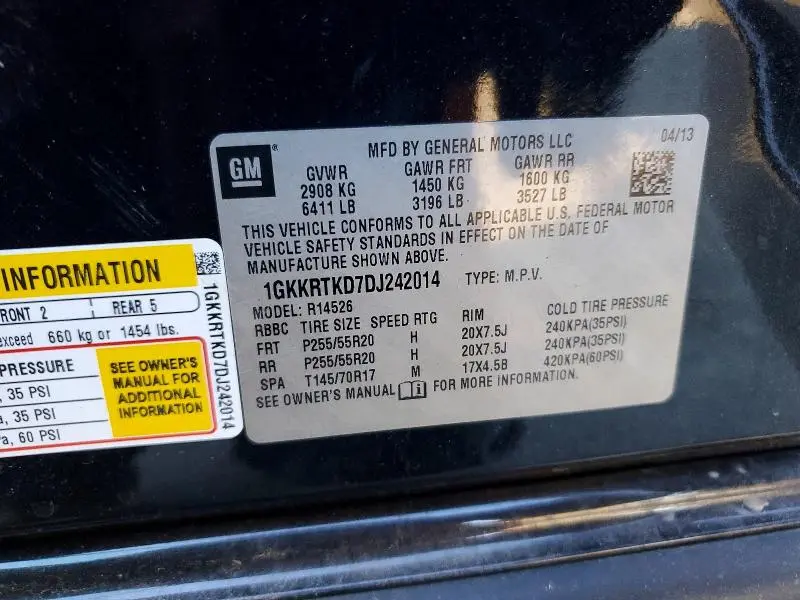 GM
MFD BY GENERAL MOTORS LLC 04/13
GVWR GAWR FRT GAWR RR
2908 KG 1450 KG 1600 KG
6411 LB 3196 LB 3527 LB
THIS VEHICLE CONFORMS TO ALL APPLICABLE U.S. FEDERAL MOTOR
VEHICLE SAFETY STANDARDS IN EFFECT ON THE DATE OF
MANUFACTURE SHOWN ABOVE.
1GKKRTKD7DJ242014 TYPE: M.P.V.
MODEL: R14526
RBBC TIRE SIZE SPEED RTG RIM COLD TIRE PRESSURE
FRT P255/55R20 H 20X7.5J 240KPA(35PSI)
RR P255/55R20 H 20X7.5J 240KPA(35PSI)
SPA T145/70R17 M 17X4.5B 420KPA(60PSI)
SEE OWNER'S MANUAL FOR MORE INFORMATION.
INFORMATION
FRONT 2 REAR 5
exceed 660 kg or 1454 lbs.
PRESSURE
, 35 PSI
a, 35 PSI
a, 60 PSI
SEE OWNER'S
MANUAL FOR
ADDITIONAL
INFORMATION
1GKKRTKD7DJ242014